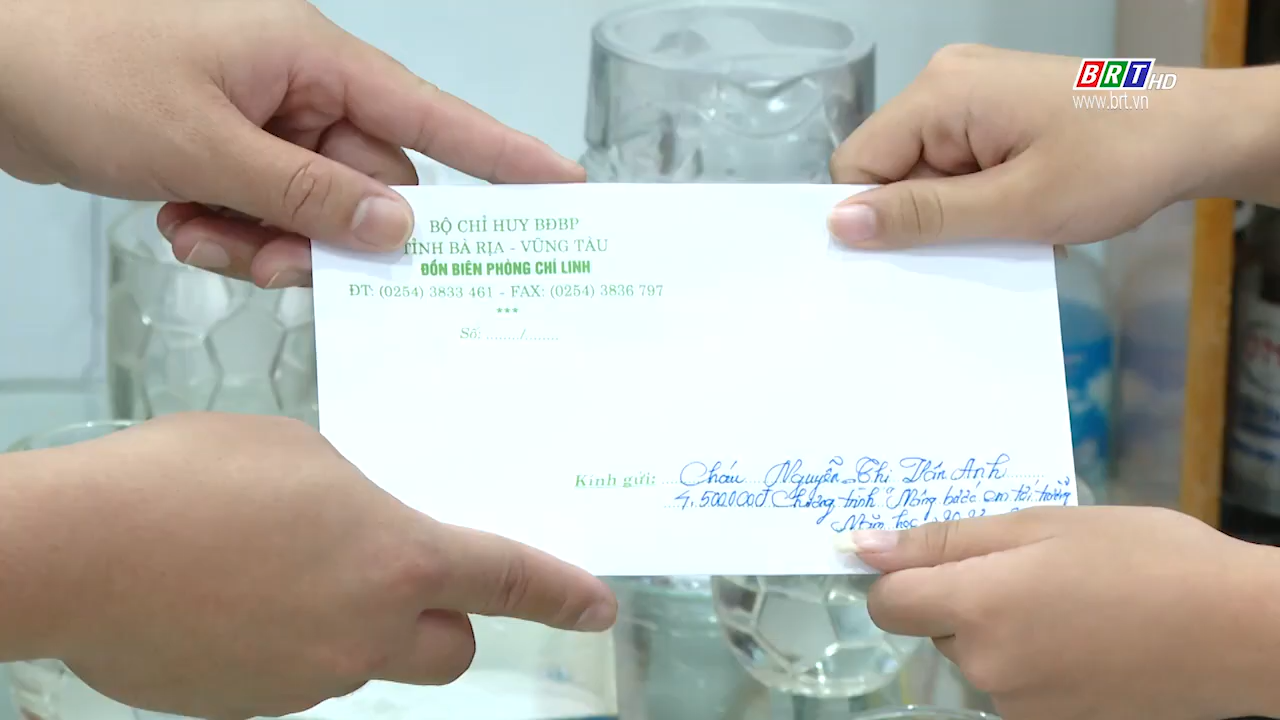 BRT HD
www.brt.vn
BỘ CHỈ HUY BĐBP
TỈNH BÀ RỊA - VŨNG TÀU
ĐỒN BIÊN PHÒNG CHÍ LINH
ĐT: (0254) 3833 461 - FAX: (0254) 3836 797
***
Số: ......../........
Kính gửi: Cháu Nguyễn Thị Vân Anh
4.500.000đ Chương trình "Nâng bước em tới trường
Năm học